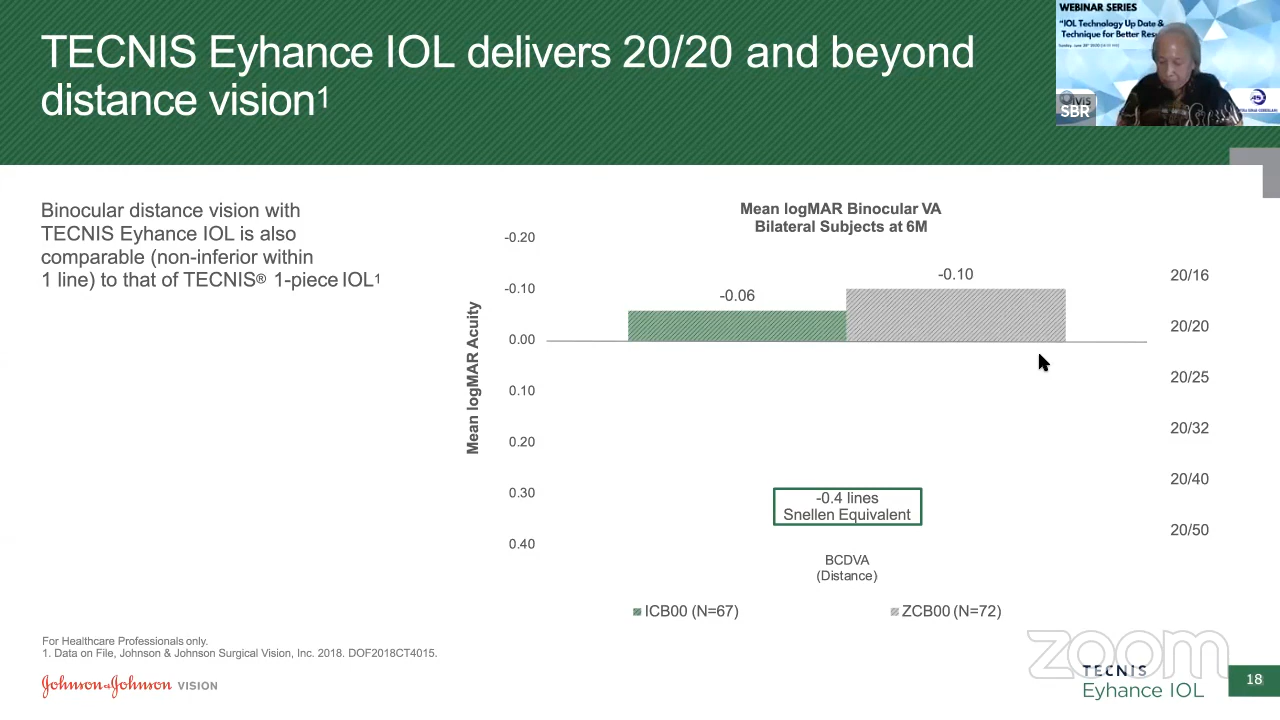 TECNIS Eyhance IOL delivers 20/20 and beyond
distance vision1
WEBINAR SERIES
"IOL Technology Up Date &
Technique for Better Res
Sunday, June 28th 2020
SBR
Binocular distance vision with
TECNIS Eyhance IOL is also
comparable (non-inferior within
1 line) to that of TECNIS® 1-piece IOL1
Mean logMAR Binocular VA
Bilateral Subjects at 6M
Mean logMAR Acuity
-0.20
-0.10
0.00
0.10
0.20
0.30
0.40
-0.06
-0.10
20/16
20/20
20/25
20/32
20/40
20/50
-0.4 lines
Snellen Equivalent
BCDVA
(Distance)
ICB00 (N=67)
ZCB00 (N=72)
For Healthcare Professionals only.
1. Data on File, Johnson & Johnson Surgical Vision, Inc. 2018. DOF2018CT4015.
Johnson&Johnson VISION
zoom
TECNIS
Eyhance IOL
18